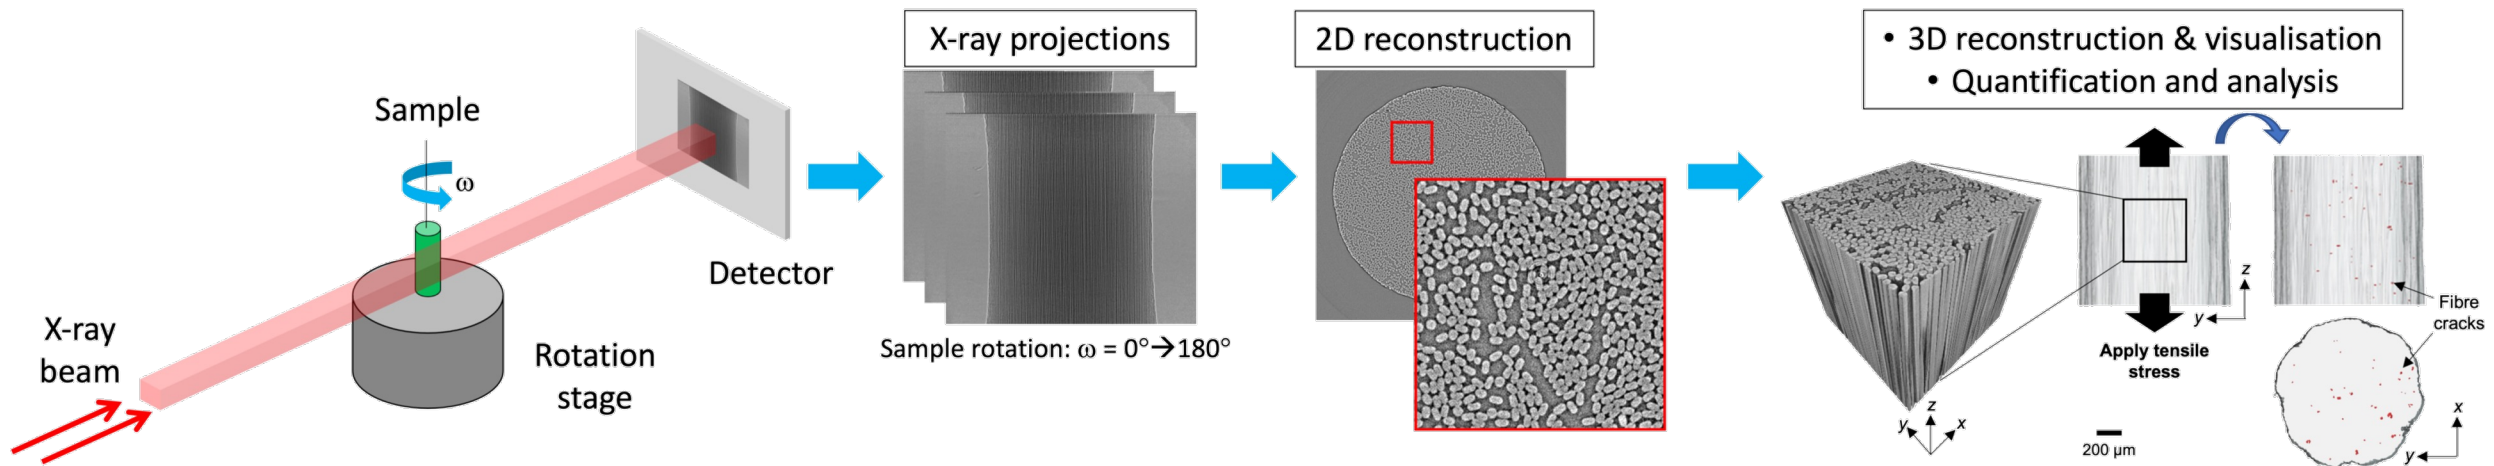 Sample
ω
X-ray
beam
Rotation
stage
Detector
X-ray projections
Sample rotation: ω = 0°→180°
2D reconstruction
• 3D reconstruction & visualisation
• Quantification and analysis
z
y
x
z
y
Apply tensile
stress
200 µm
Fibre
cracks
x
y